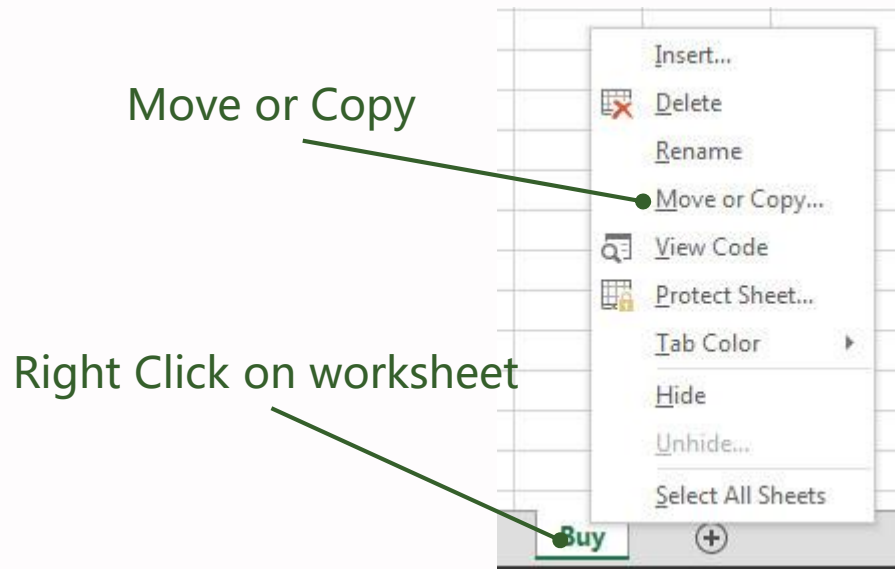 Move or Copy
Right Click on worksheet
Insert...
Delete
Rename
Move or Copy...
View Code
Protect Sheet...
Tab Color
Hide
Unhide...
Select All Sheets
Buy